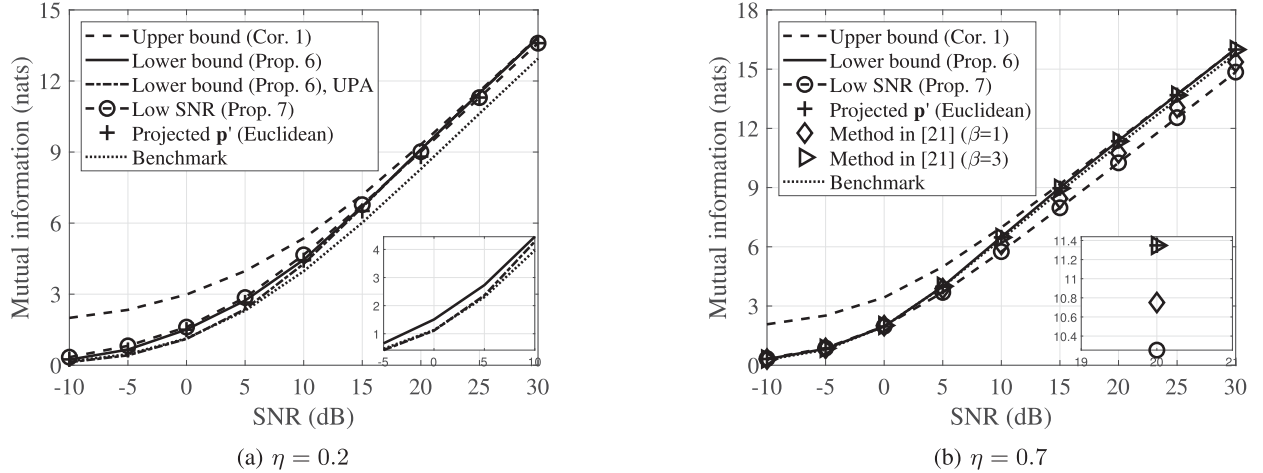 15
12
9
6
3
0
Mutual information (nats)
Upper bound (Cor. 1)
Lower bound (Prop. 6)
Lower bound (Prop. 6), UPA
Low SNR (Prop. 7)
Projected p' (Euclidean)
Benchmark
4
3
2
1
-5 0 5 10
-10 -5 0 5 10 15 20 25 30
SNR (dB)
(a) η = 0.2
18
15
12
9
6
3
0
Mutual information (nats)
Upper bound (Cor. 1)
Lower bound (Prop. 6)
Low SNR (Prop. 7)
Projected p' (Euclidean)
Method in [21] (β=1)
Method in [21] (β=3)
Benchmark
11.4
11.2
11
10.8
10.6
10.4
19 20 21
-10 -5 0 5 10 15 20 25 30
SNR (dB)
(b) η = 0.7